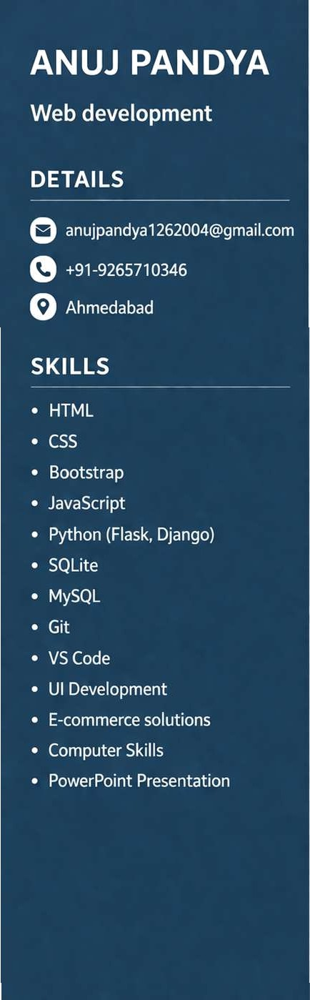 ANUJ PANDYA
Web development
DETAILS
anujpandya1262004@gmail.com
+91-9265710346
Ahmedabad
SKILLS
• HTML
• CSS
• Bootstrap
• JavaScript
• Python (Flask, Django)
• SQLite
• MySQL
• Git
• VS Code
• UI Development
• E-commerce solutions
• Computer Skills
• PowerPoint Presentation